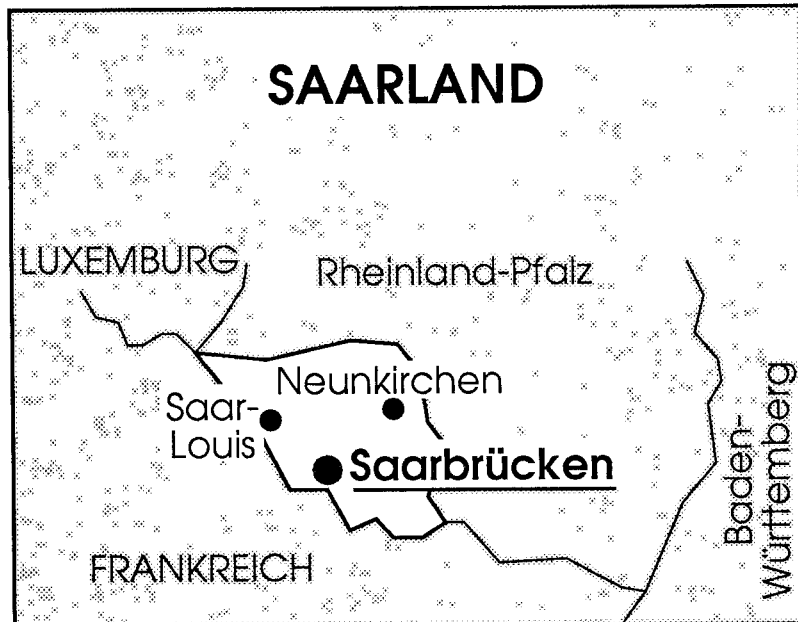 SAARLAND
LUXEMBURG
Rheinland-Pfalz
Neunkirchen
Saar-
Louis
Saarbrücken
Baden-
Württemberg
FRANKREICH